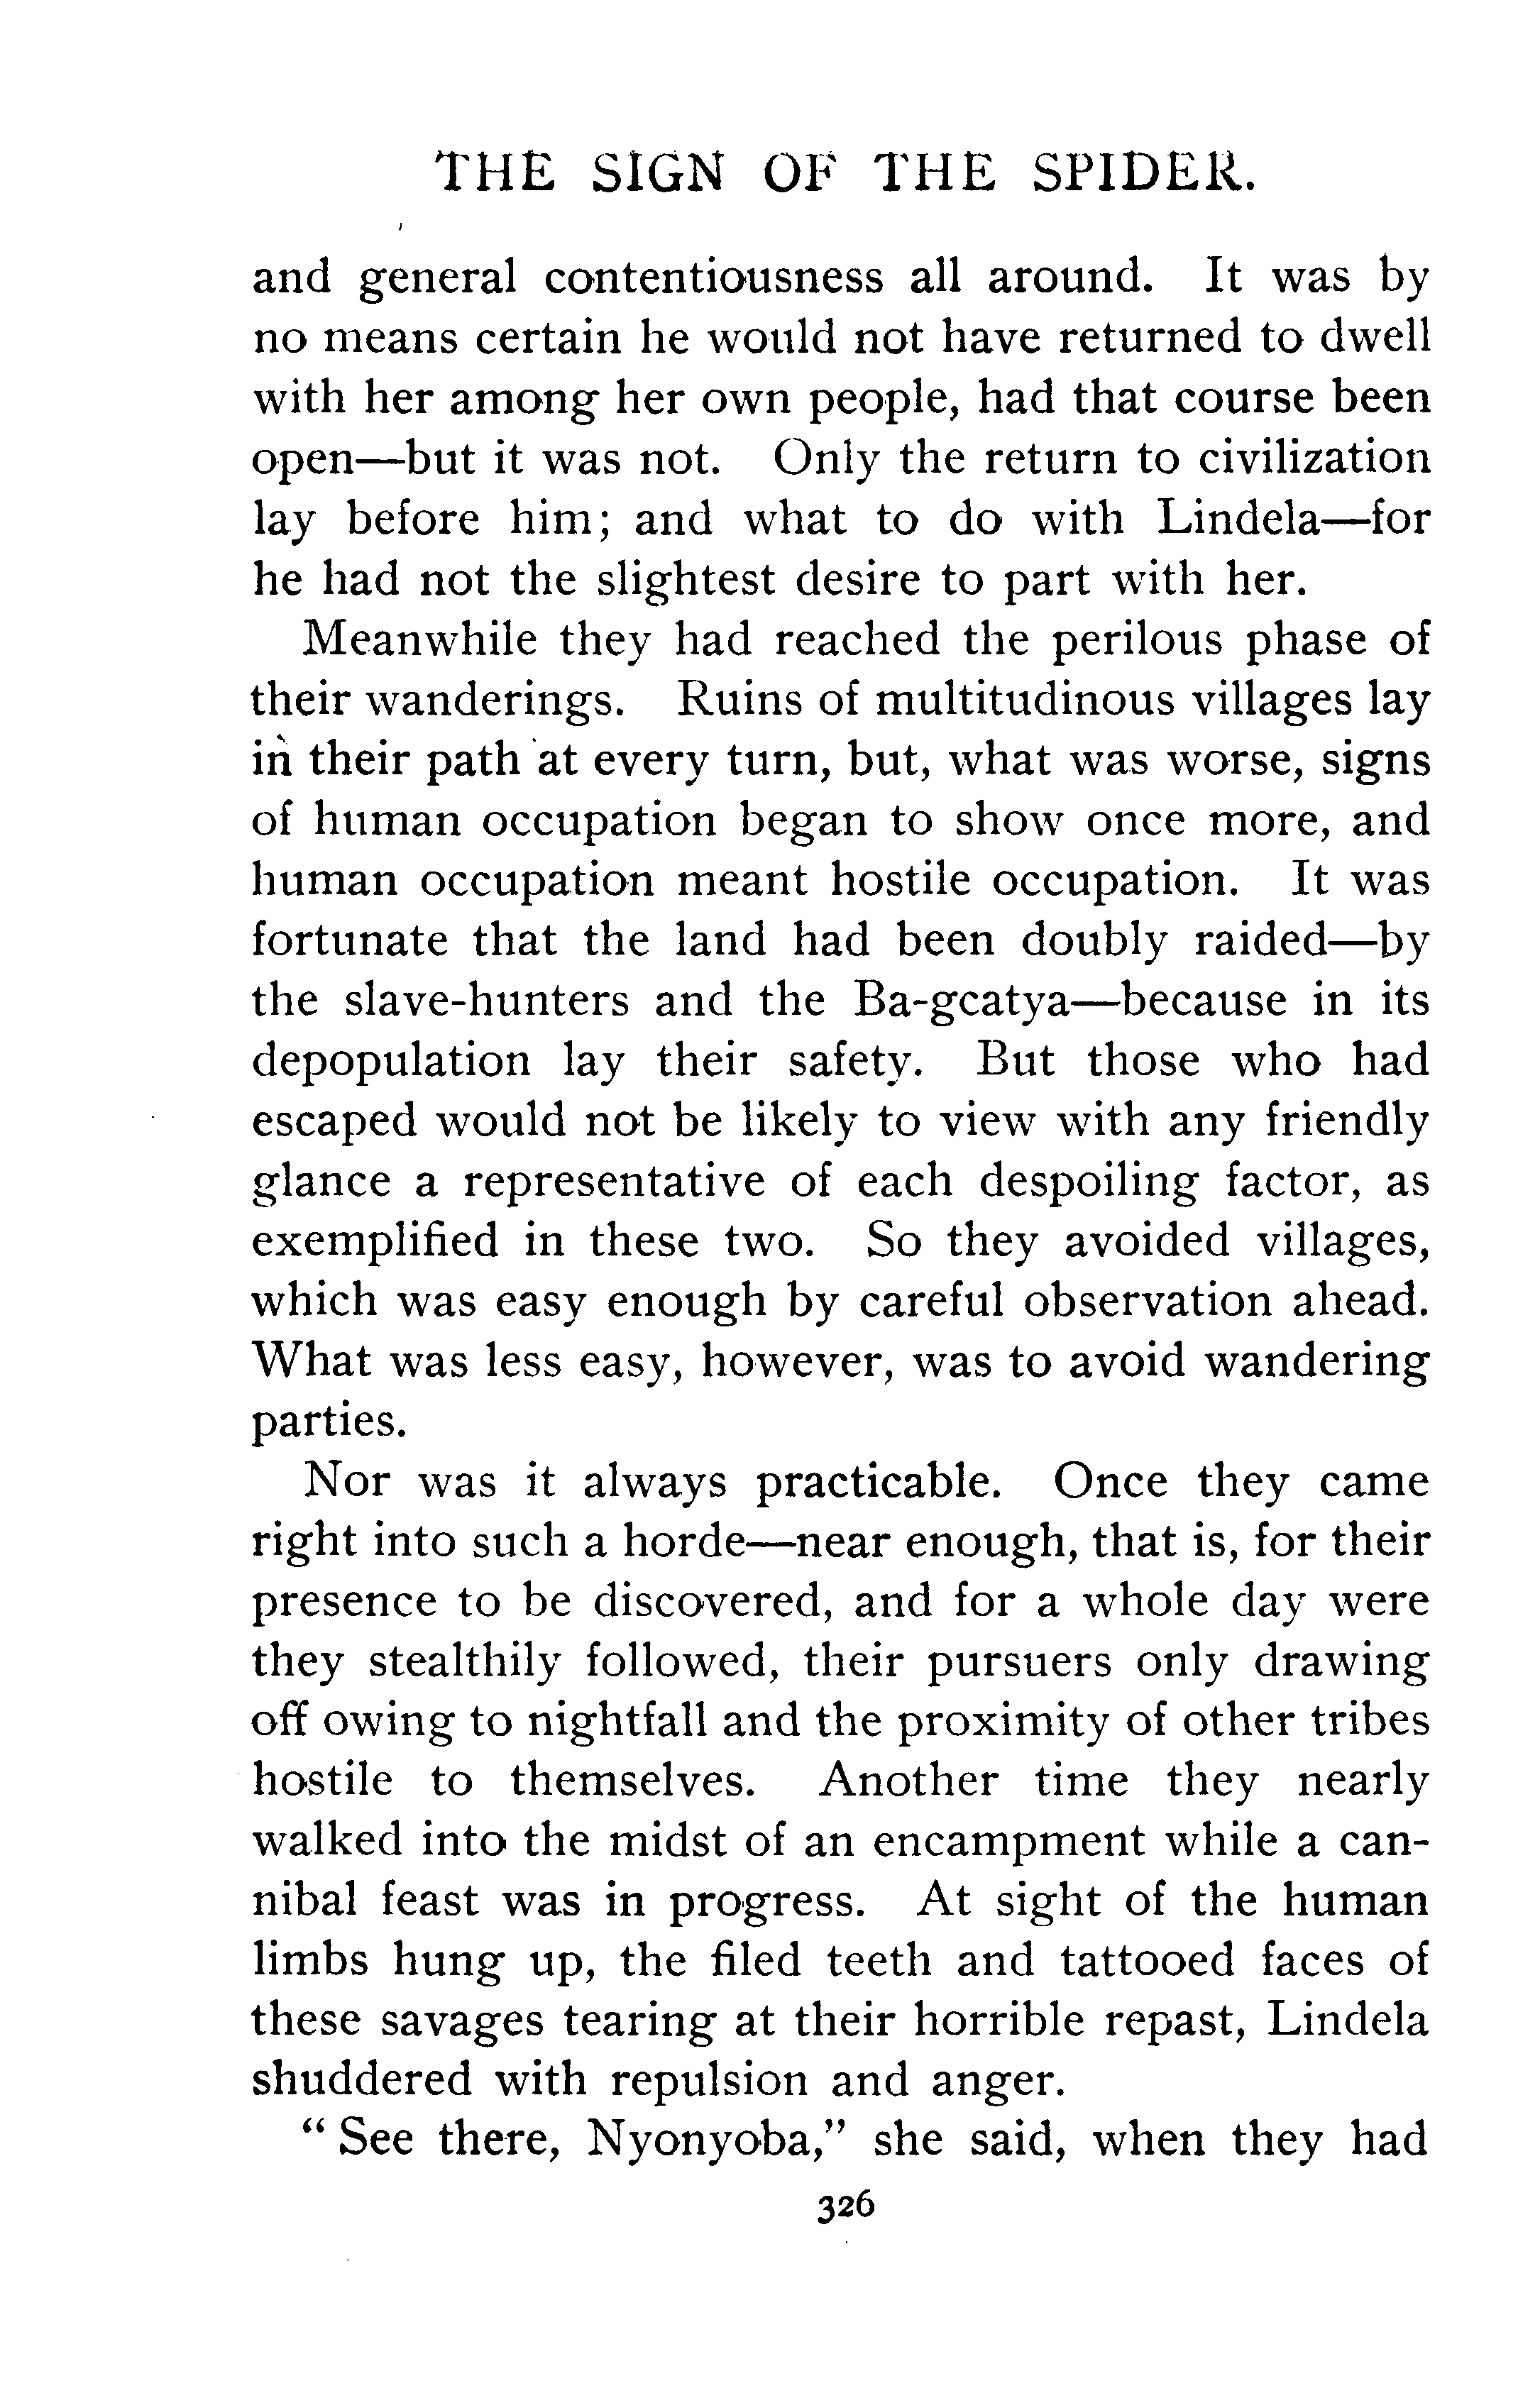 THE SIGN OF THE SPIDER.
and general contentiousness all around. It was by
no means certain he would not have returned to dwell
with her among her own people, had that course been
open—but it was not. Only the return to civilization
lay before him; and what to do with Lindela—for
he had not the slightest desire to part with her.
Meanwhile they had reached the perilous phase of
their wanderings. Ruins of multitudinous villages lay
in their path at every turn, but, what was worse, signs
of human occupation began to show once more, and
human occupation meant hostile occupation. It was
fortunate that the land had been doubly raided—by
the slave-hunters and the Ba-gcatya—because in its
depopulation lay their safety. But those who had
escaped would not be likely to view with any friendly
glance a representative of each despoiling factor, as
exemplified in these two. So they avoided villages,
which was easy enough by careful observation ahead.
What was less easy, however, was to avoid wandering
parties.
Nor was it always practicable. Once they came
right into such a horde—near enough, that is, for their
presence to be discovered, and for a whole day were
they stealthily followed, their pursuers only drawing
off owing to nightfall and the proximity of other tribes
hostile to themselves. Another time they nearly
walked into the midst of an encampment while a can-
nibal feast was in progress. At sight of the human
limbs hung up, the filed teeth and tattooed faces of
these savages tearing at their horrible repast, Lindela
shuddered with repulsion and anger.
" See there, Nyonyoba," she said, when they had
326